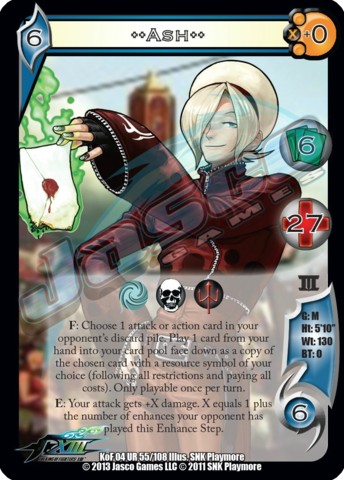 6
••Ash••
X +0
6
27
Jasco
GAMES
III
G: M
Ht: 5'10"
Wt: 130
BT: 0
F: Choose 1 attack or action card in your
opponent's discard pile. Play 1 card from your
hand into your card pool face down as a copy of
the chosen card with a resource symbol of your
choice (following all restrictions and paying all
costs). Only playable once per turn.
E: Your attack gets +X damage. X equals 1 plus
the number of enhances your opponent has
played this Enhance Step.
6
XIII
KoF 04 UR 55/108 Illus. SNK Playmore
© 2013 Jasco Games LLC © 2011 SNK Playmore